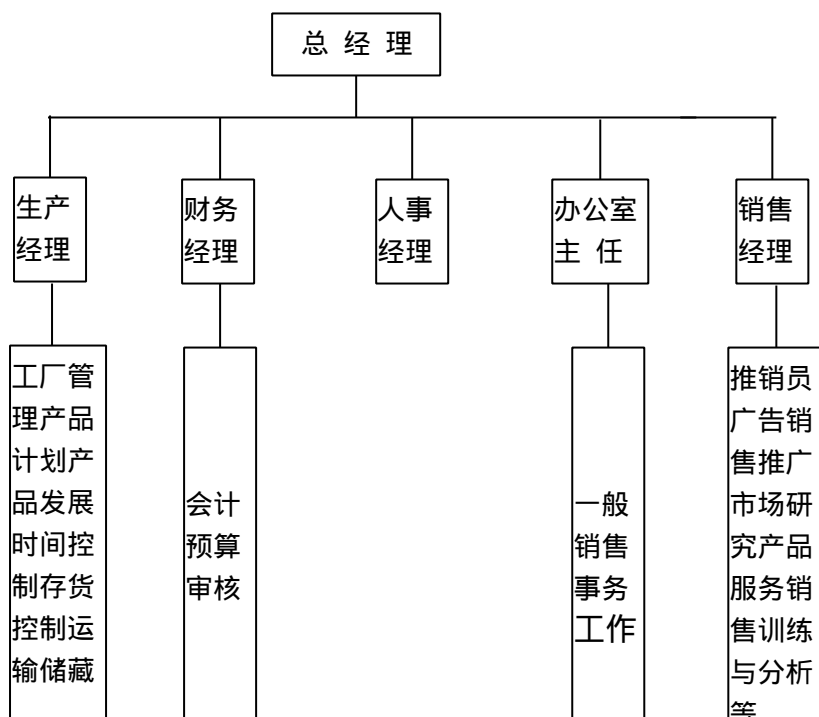 总 经 理
生产
经理
财务
经理
人事
经理
办公室
主 任
销售
经理
工厂管
理产品
计划产
品发展
时间控
制存货
控制运
输储藏
会计
预算
审核
一般
销售
事务
工作
推销员
广告销
售推广
市场研
究产品
服务销
售训练
与分析
等